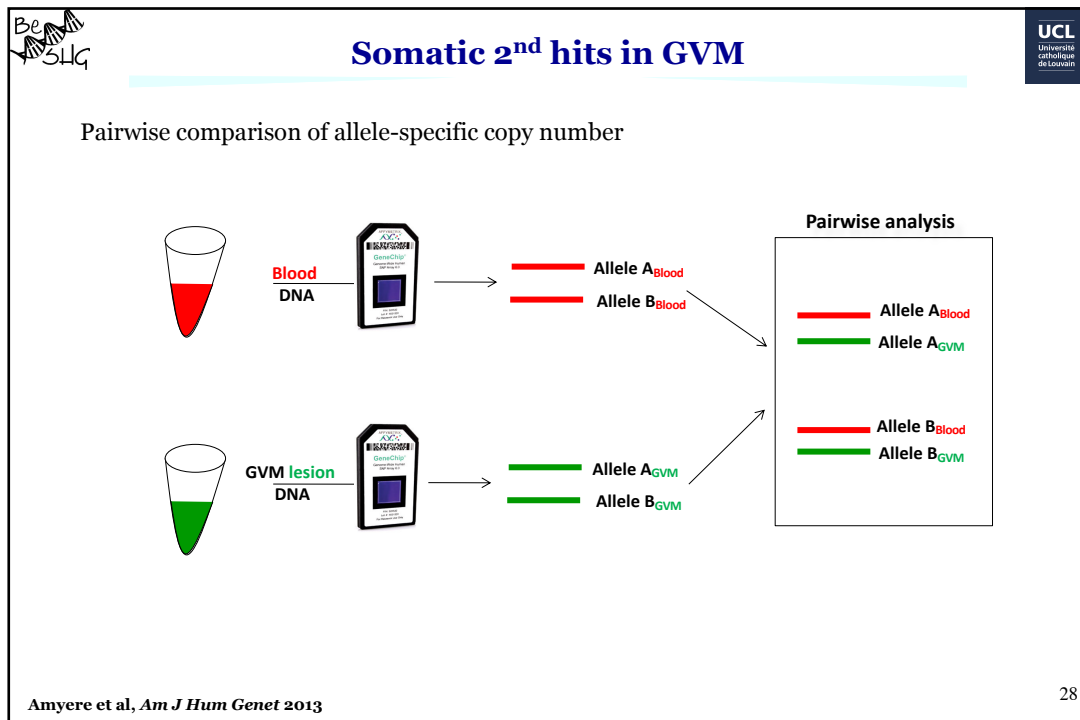 Be
SHG
Somatic 2nd hits in GVM
UCL
Université
catholique
de Louvain
Pairwise comparison of allele-specific copy number
Pairwise analysis
Blood
DNA
GeneChip
Allele ABlood
Allele BBlood
Allele ABlood
Allele AGVM
Allele BBlood
Allele BGVM
GVM lesion
DNA
GeneChip
Allele AGVM
Allele BGVM
Amyere et al, Am J Hum Genet 2013
28